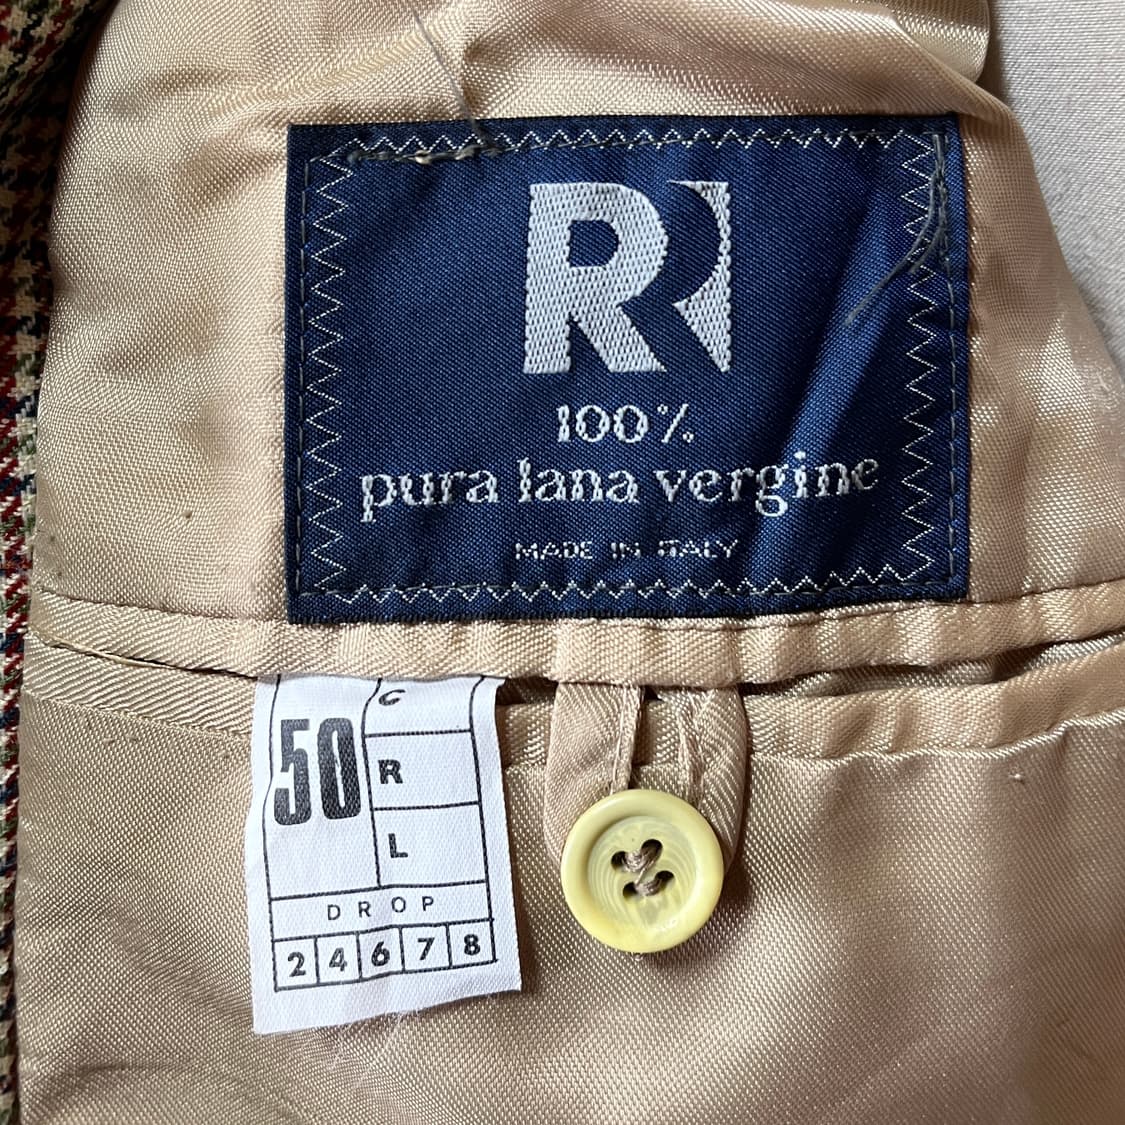 R
100%
pura lana vergine
MADE IN ITALY
50
C
R
L
DROP
2 4 6 7 8